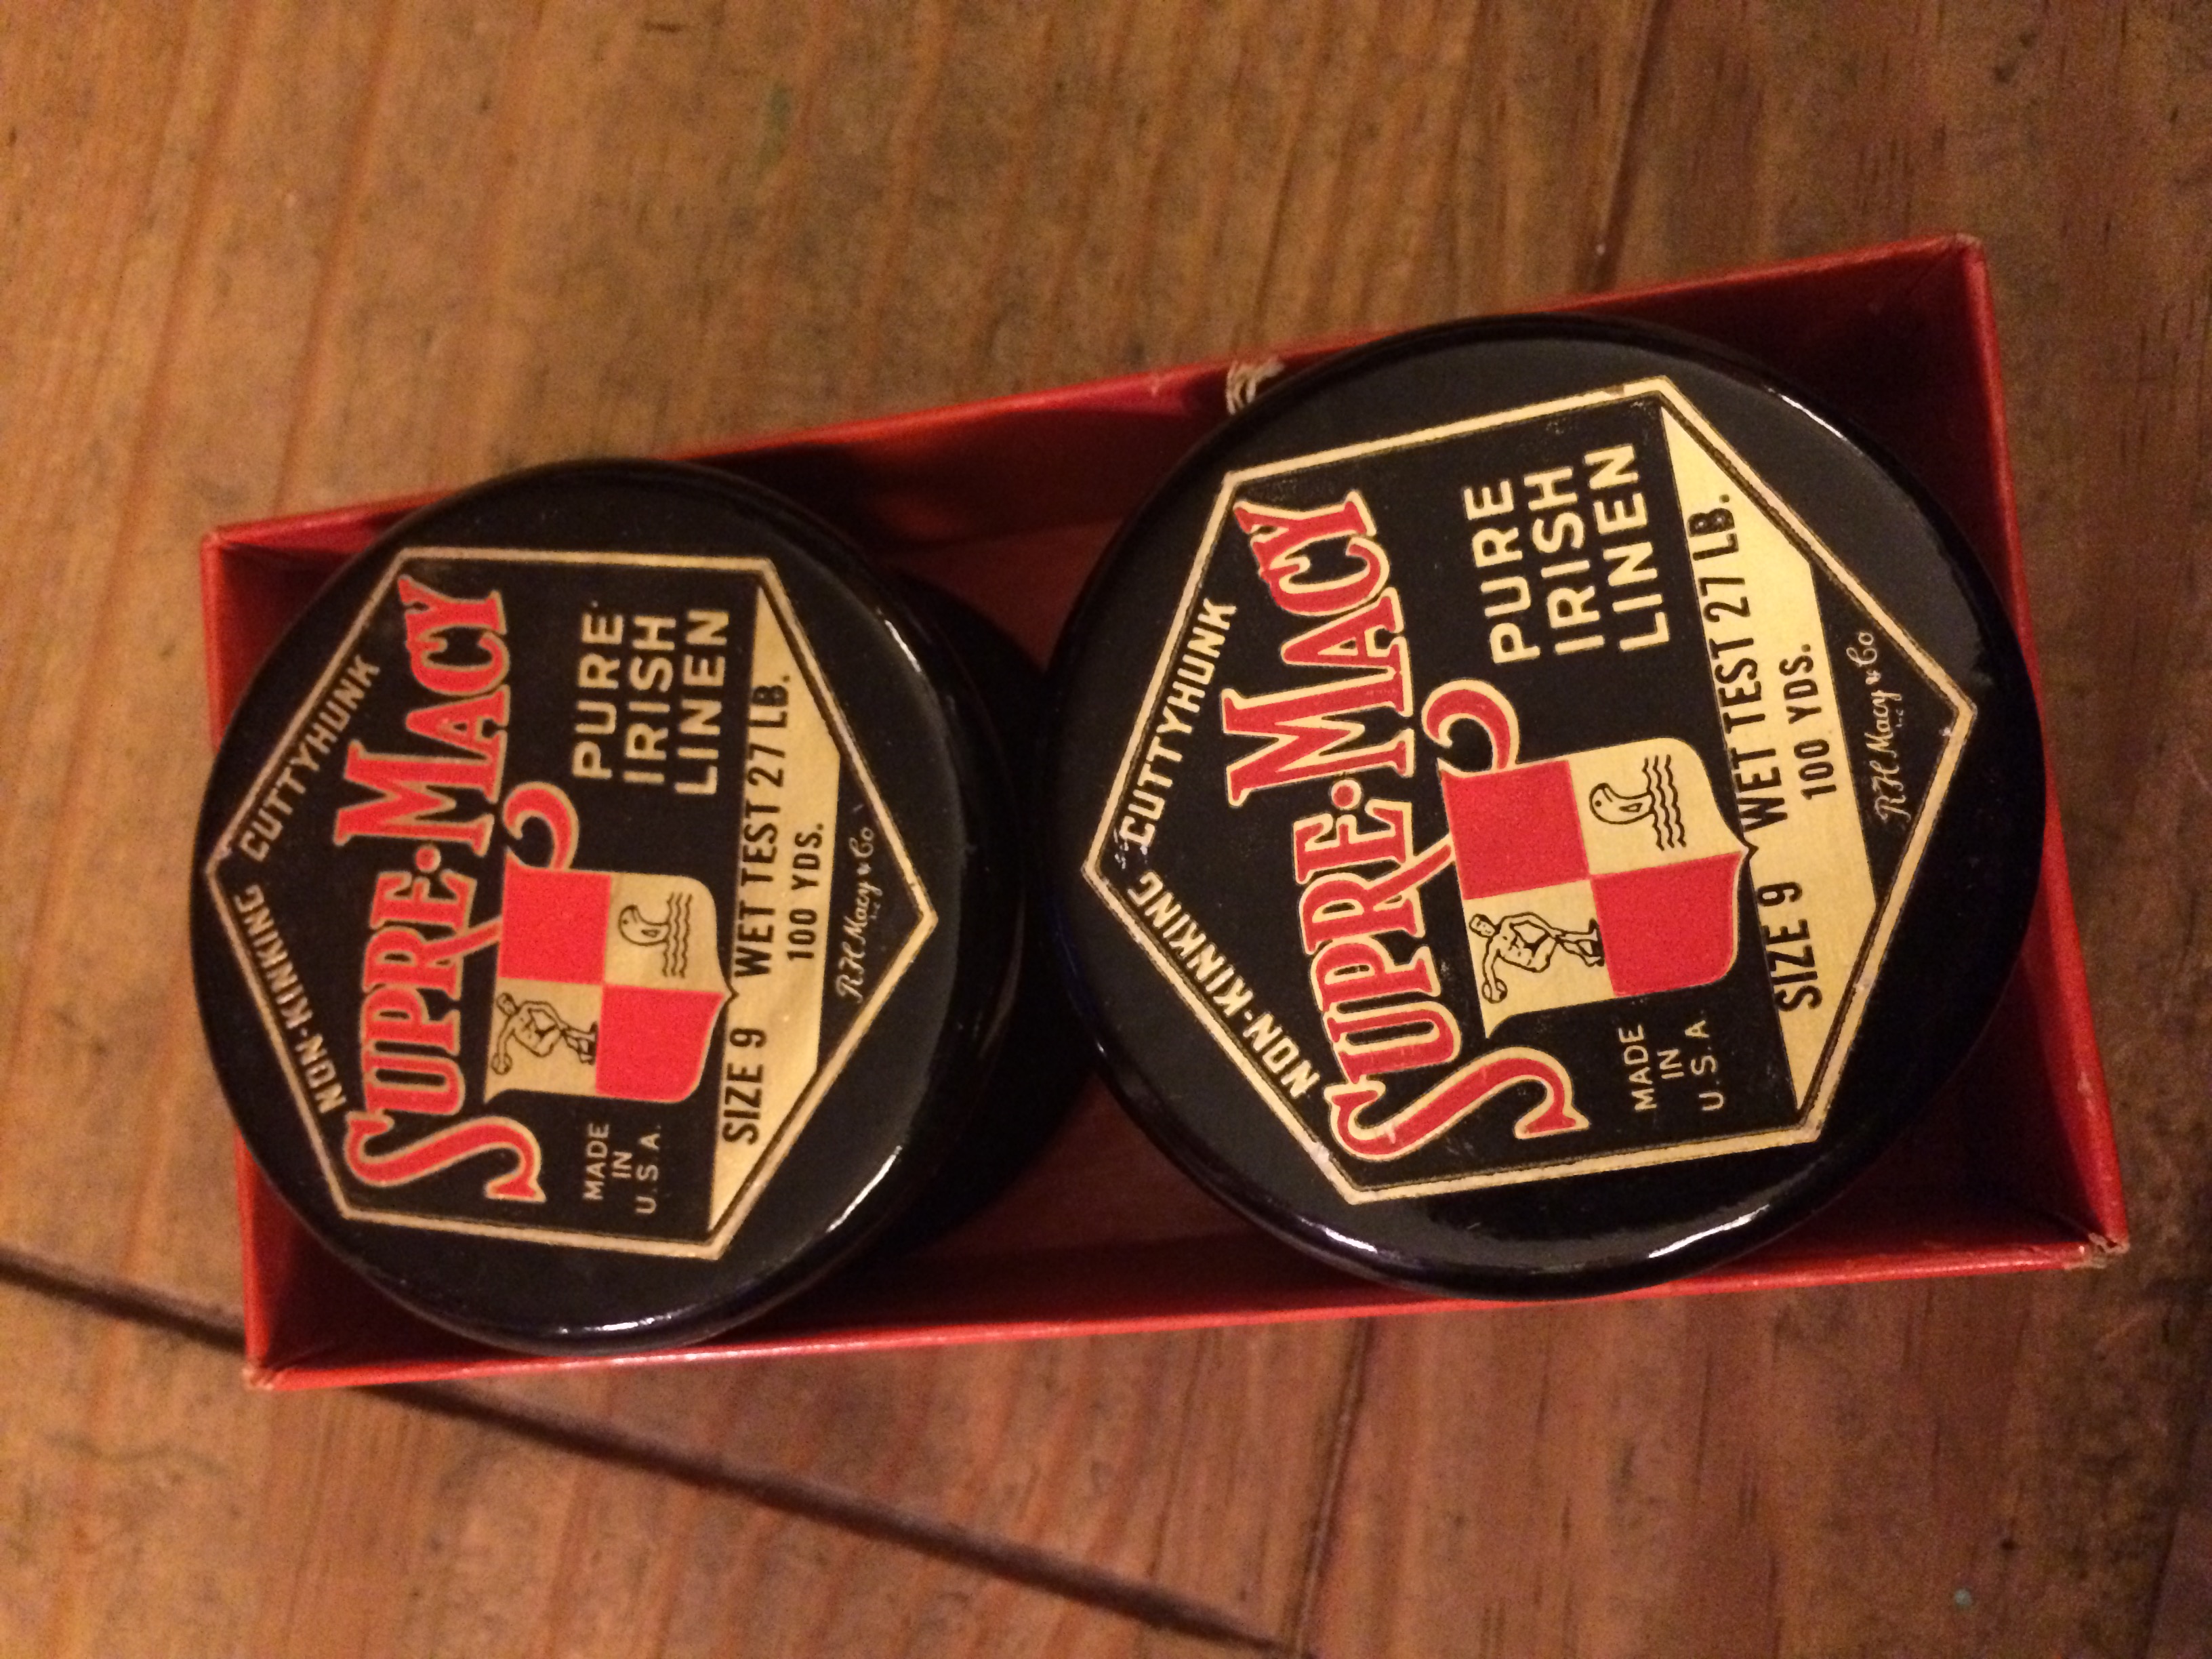 NON-KINKING CUTTYHUNK
SUPRE·MACY
MADE
IN
U.S.A.
PURE
IRISH
LINEN
SIZE 9 WET TEST 27 LB.
100 YDS.
R.H. Macy & Co
NON-KINKING CUTTYHUNK
SUPRE·MACY
MADE
IN
U.S.A.
PURE
IRISH
LINEN
SIZE 9 WET TEST 27 LB.
100 YDS.
R.H. Macy & Co